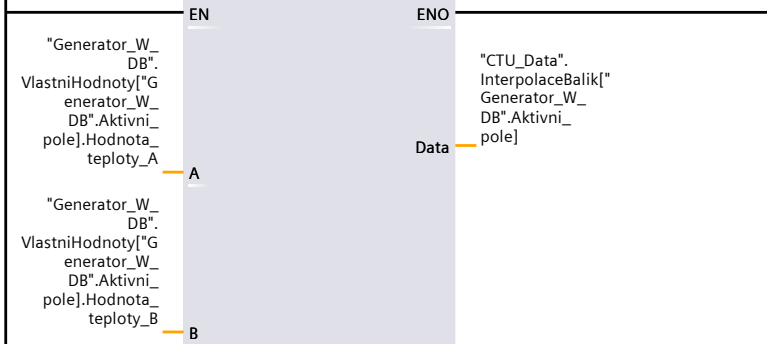 EN
ENO
"Generator_W_
DB".
VlastniHodnoty["G
enerator_W_
DB".Aktivni_
pole].Hodnota_
teploty_A
A
"CTU_Data".
InterpolaceBalik["
Generator_W_
DB".Aktivni_
pole]
Data
"Generator_W_
DB".
VlastniHodnoty["G
enerator_W_
DB".Aktivni_
pole].Hodnota_
teploty_B
B